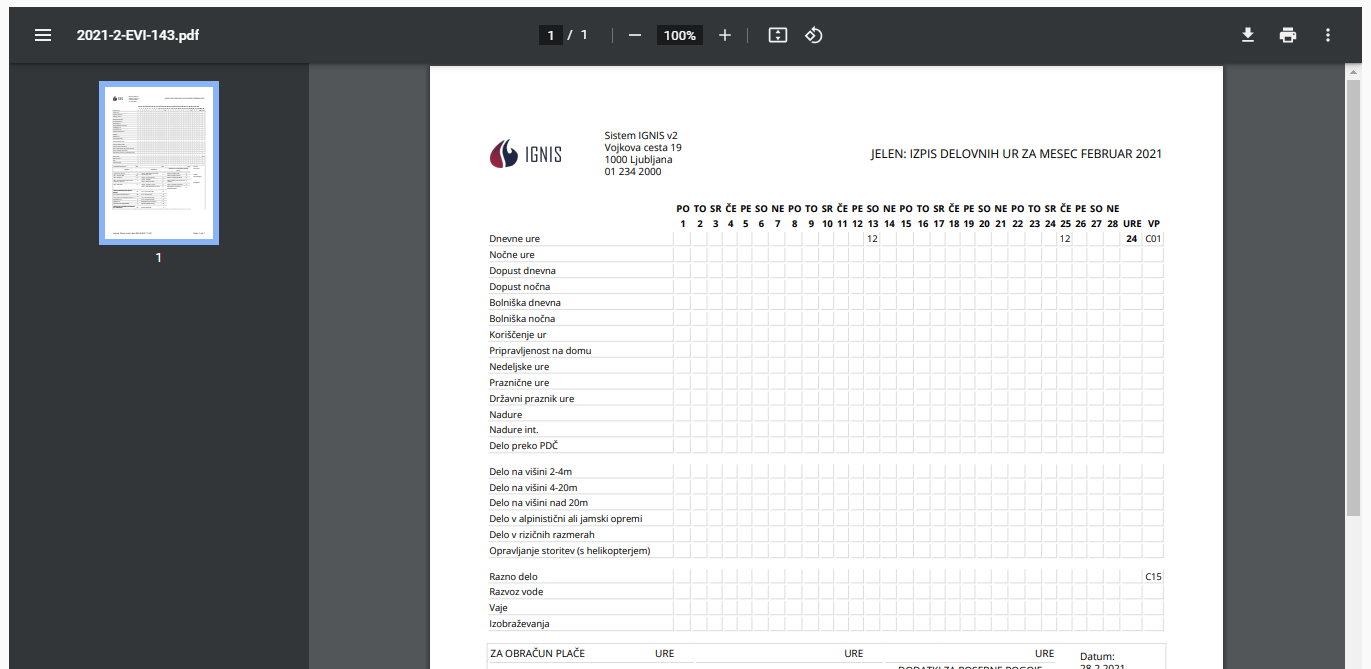 2021-2-EVI-143.pdf
1 / 1
100%
1
IGNIS
Sistem IGNIS v2
Vojkova cesta 19
1000 Ljubljana
01 234 2000
JELEN: IZPIS DELOVNIH UR ZA MESEC FEBRUAR 2021
PO TO SR ČE PE SO NE PO TO SR ČE PE SO NE PO TO SR ČE PE SO NE PO TO SR ČE PE SO NE
1 2 3 4 5 6 7 8 9 10 11 12 13 14 15 16 17 18 19 20 21 22 23 24 25 26 27 28 URE VP
Dnevne ure 12 12 24 C01
Nočne ure
Dopust dnevna
Dopust nočna
Bolniška dnevna
Bolniška nočna
Koriščenje ur
Pripravljenost na domu
Nedeljske ure
Praznične ure
Državni praznik ure
Nadure
Nadure int.
Delo preko PDČ
Delo na višini 2-4m
Delo na višini 4-20m
Delo na višini nad 20m
Delo v alpinistični ali jamski opremi
Delo v rizičnih razmerah
Opravljanje storitev (s helikopterjem)
Razno delo C15
Razvoz vode
Vaje
Izobraževanja
ZA OBRAČUN PLAČE URE URE URE Datum:
DODATKI ZA POSEBNE POGOJE 28.2.2021